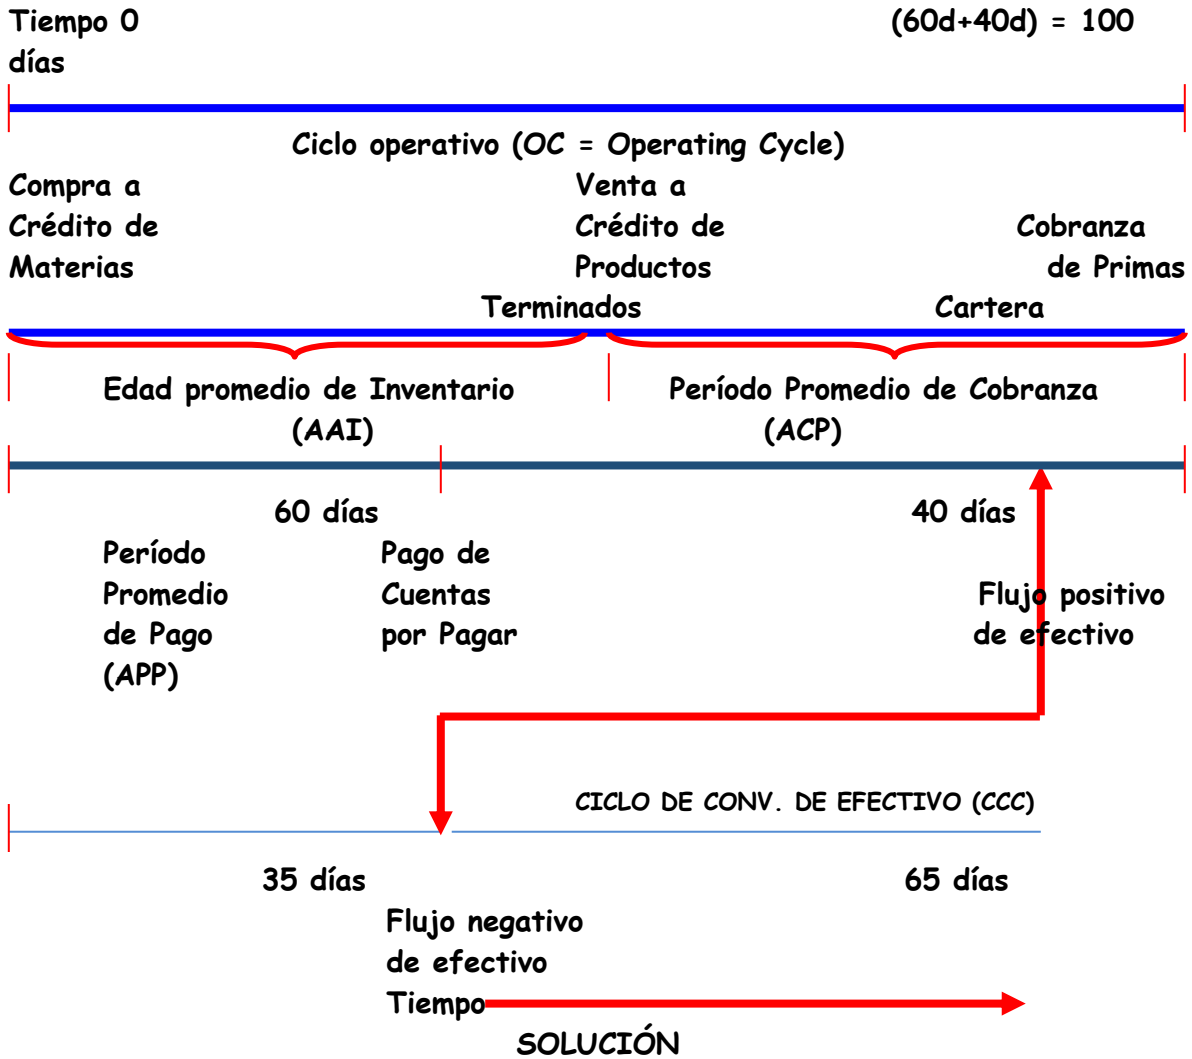 Tiempo 0 (60d+40d) = 100
días
Ciclo operativo (OC = Operating Cycle)
Compra a Venta a
Crédito de Crédito de Cobranza
Materias Productos de Primas
Terminados Cartera
Edad promedio de Inventario Período Promedio de Cobranza
(AAI) (ACP)
60 días 40 días
Período Pago de
Promedio Cuentas Flujo positivo
de Pago por Pagar de efectivo
(APP)
CICLO DE CONV. DE EFECTIVO (CCC)
35 días 65 días
Flujo negativo
de efectivo
Tiempo
SOLUCIÓN